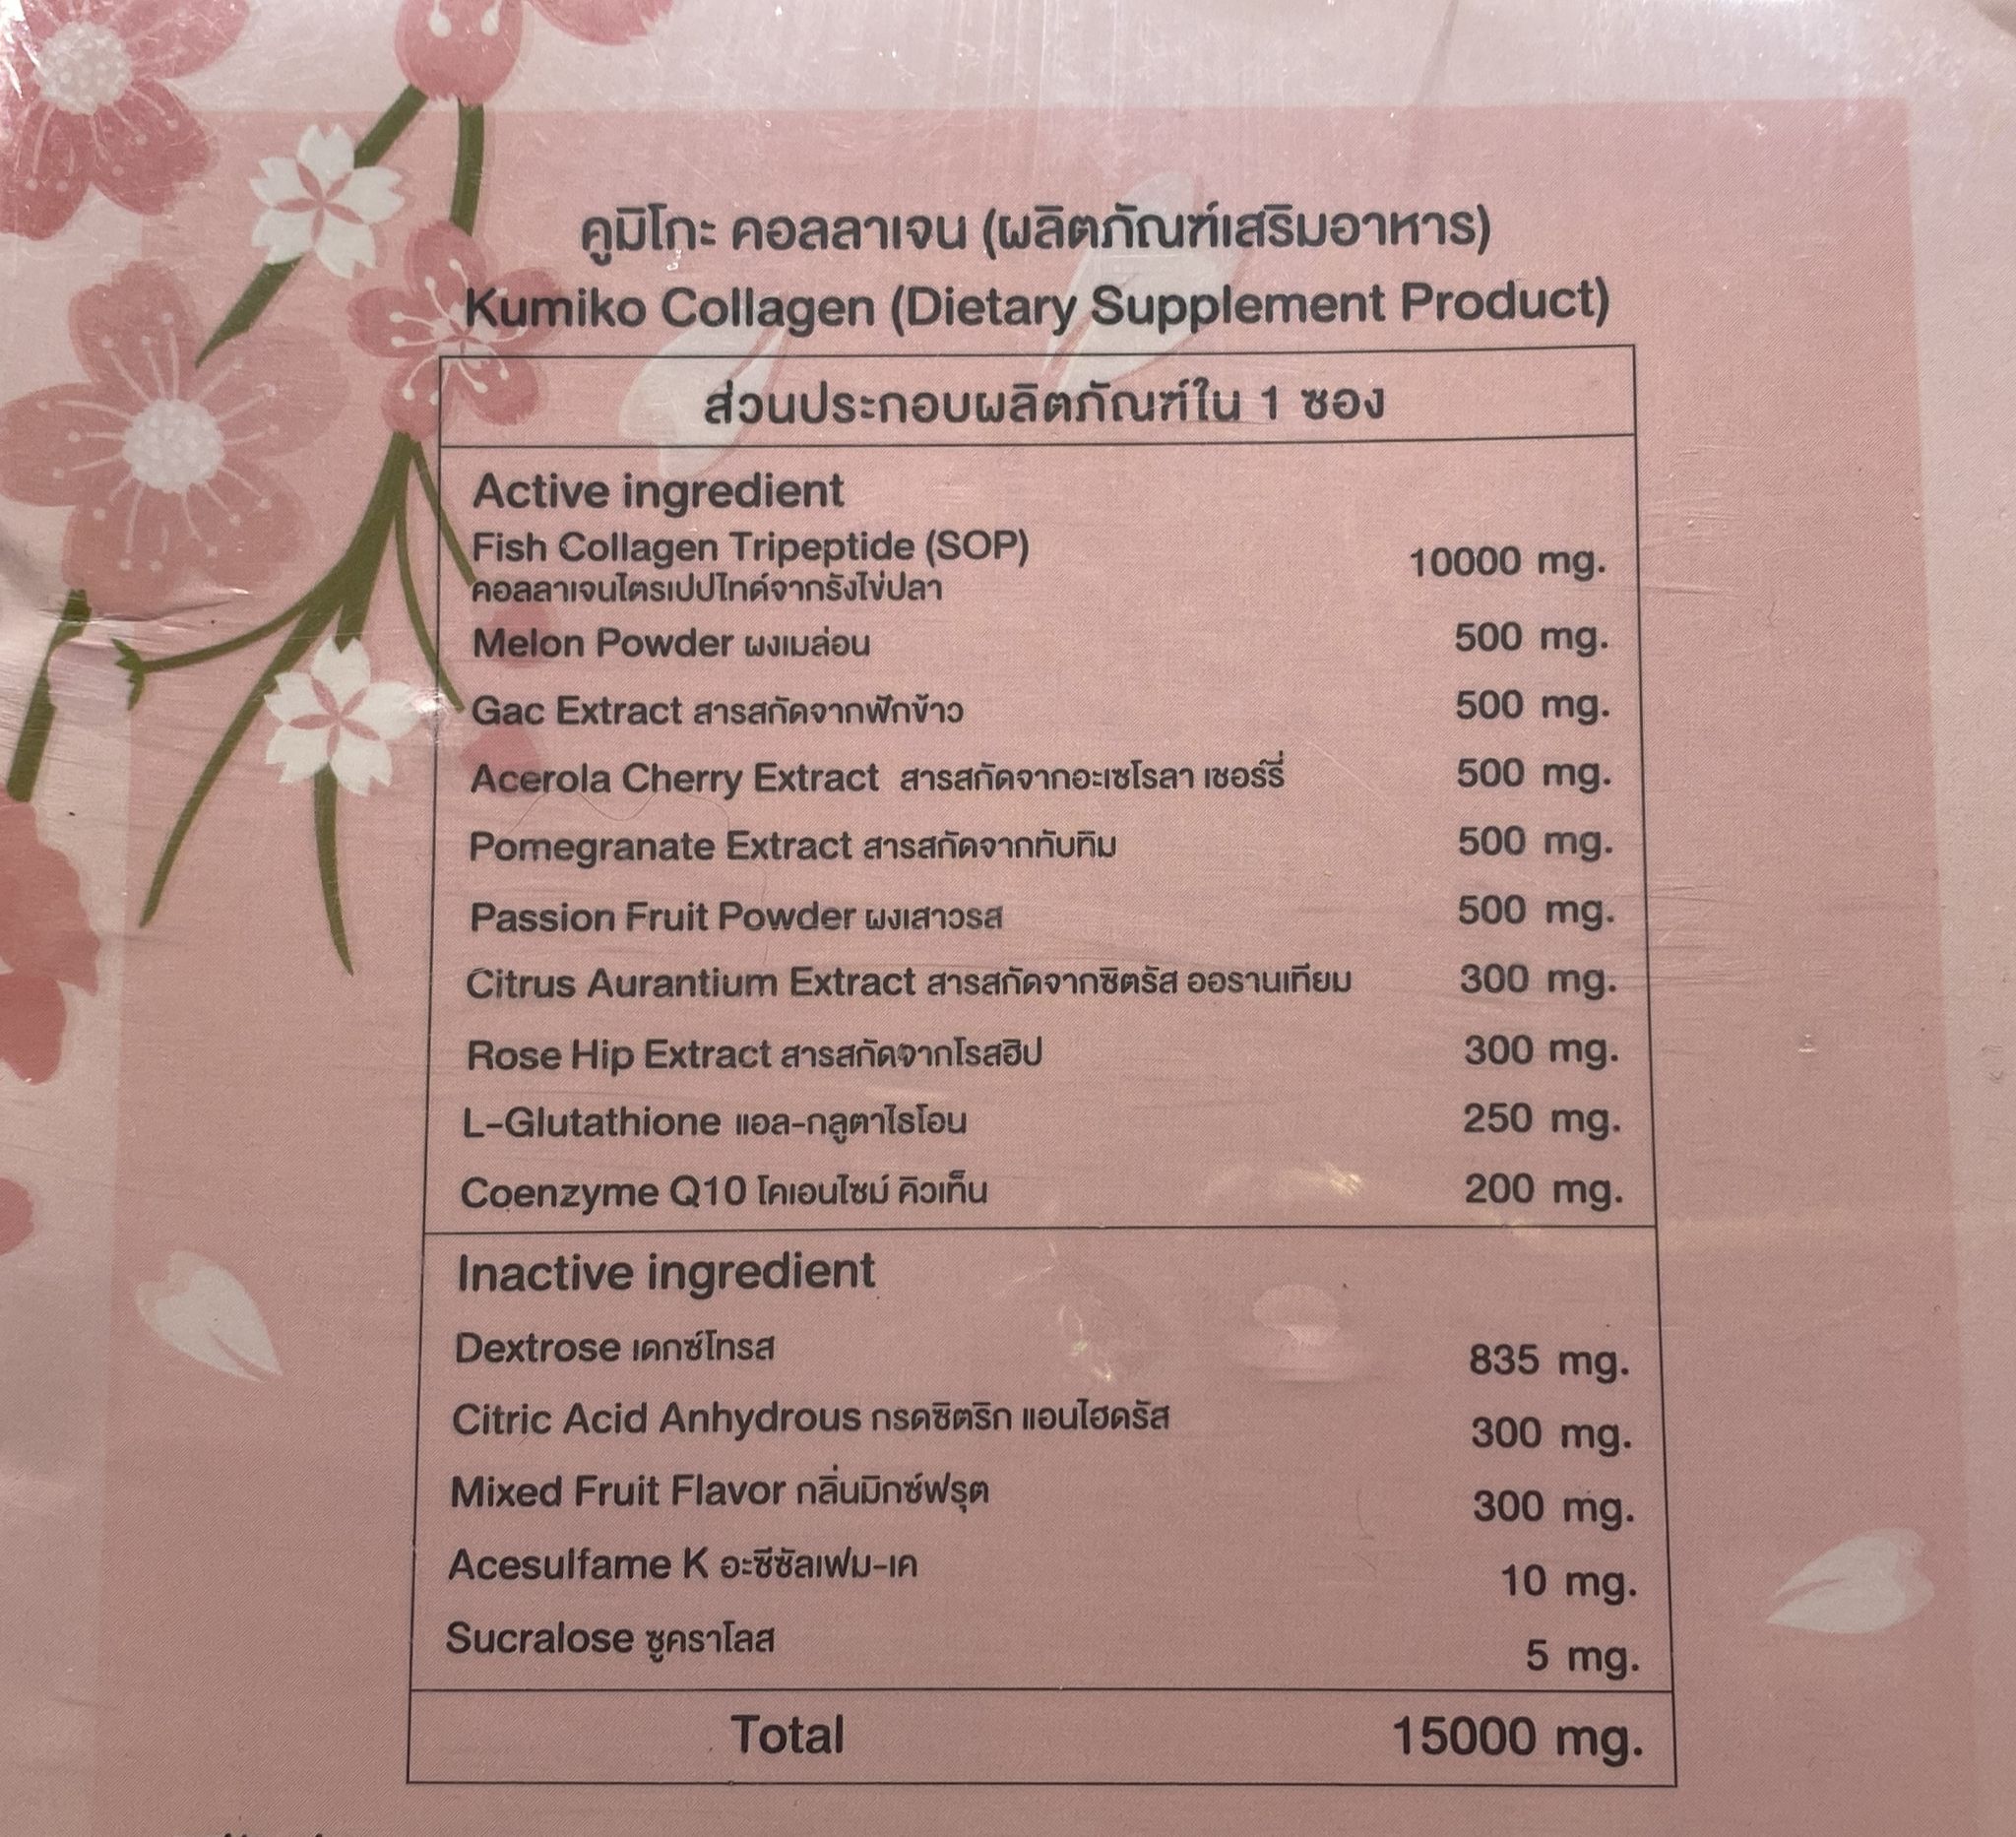 คูมิโกะ คอลลาเจน (ผลิตภัณฑ์เสริมอาหาร)
Kumiko Collagen (Dietary Supplement Product)
ส่วนประกอบผลิตภัณฑ์ใน 1 ซอง
Active ingredient
Fish Collagen Tripeptide (SOP) 10000 mg.
คอลลาเจนไตรเปปไทด์จากรังไข่ปลา
Melon Powder ผงเมล่อน 500 mg.
Gac Extract สารสกัดจากฟักข้าว 500 mg.
Acerola Cherry Extract สารสกัดจากอะเซโรลา เชอร์รี่ 500 mg.
Pomegranate Extract สารสกัดจากทับทิม 500 mg.
Passion Fruit Powder ผงเสาวรส 500 mg.
Citrus Aurantium Extract สารสกัดจากซิตรัส ออรานเทียม 300 mg.
Rose Hip Extract สารสกัดจากโรสฮิป 300 mg.
L-Glutathione แอล-กลูตาไธโอน 250 mg.
Coenzyme Q10 โคเอนไซม์ คิวเท็น 200 mg.
Inactive ingredient
Dextrose เดกซ์โทรส 835 mg.
Citric Acid Anhydrous กรดซิตริก แอนไฮดรัส 300 mg.
Mixed Fruit Flavor กลิ่นมิกซ์ฟรุต 300 mg.
Acesulfame K อะซีซัลเฟม-เค 10 mg.
Sucralose ซูคราโลส 5 mg.
Total 15000 mg.